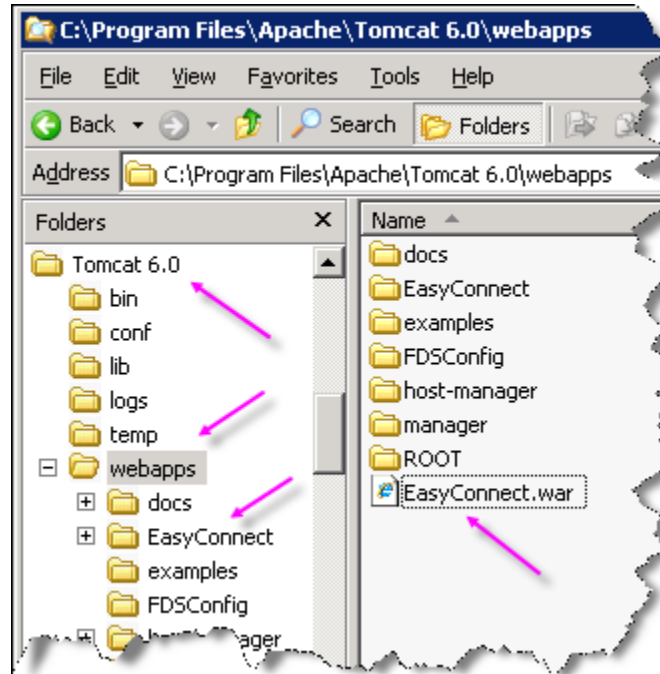 C:\Program Files\Apache\Tomcat 6.0\webapps
File Edit View Favorites Tools Help
Back Search Folders
Address C:\Program Files\Apache\Tomcat 6.0\webapps
Folders
Tomcat 6.0
bin
conf
lib
logs
temp
webapps
docs
EasyConnect
examples
FDSConfig
Name
docs
EasyConnect
examples
FDSConfig
host-manager
manager
ROOT
EasyConnect.war